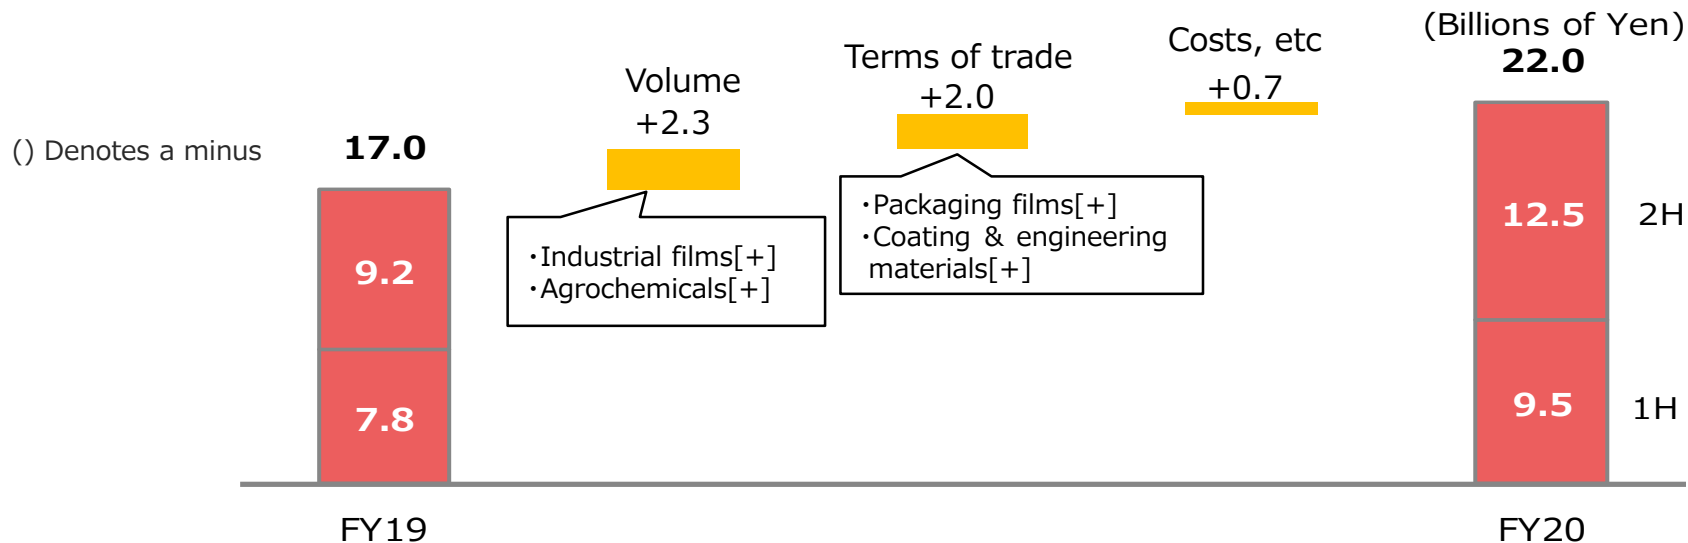 (Billions of Yen)
22.0
Costs, etc
+0.7
Terms of trade
+2.0
Volume
+2.3
() Denotes a minus
17.0
・Packaging films[+]
・Coating & engineering
materials[+]
・Industrial films[+]
・Agrochemicals[+]
9.2
7.8
12.5
2H
9.5
1H
FY19
FY20